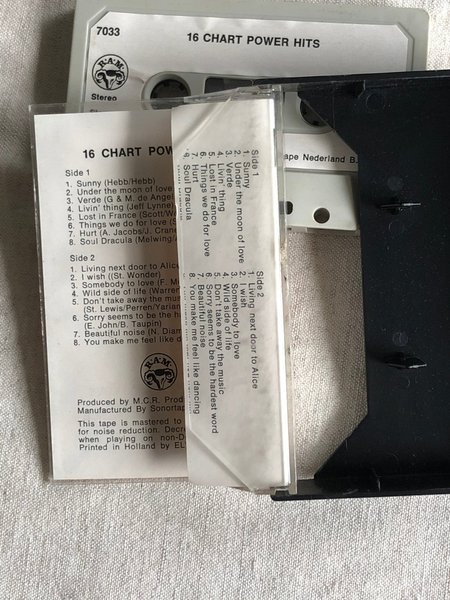 7033
16 CHART POWER HITS
R.A.M.
Stereo
ape Nederland B.
16 CHART POW
Side 1
1. Sunny (Hebb/Hebb)
2. Under the moon of love
3. Verde (G & M. de Ange
4. Livin' thing (Jeff Lynne)
5. Lost in France (Scott/W
6. Things we do for love (S
7. Hurt (A. Jacobs/J. Crane
8. Soul Dracula (Melwing/A
Side 2
1. Living next door to Alice
2. I wish ((St. Wonder)
3. Somebody to love (F. M
4. Wild side of life (Warren
5. Don't take away the mus
(St. Lewis/Perren/Yarian
6. Sorry seems to be the ha
(E. John/B. Taupin)
7. Beautiful noise (N. Diam
8. You make me feel like d
R.A.M.
Produced by M.C.R. Prod
Manufactured By Sonortap
This tape is mastered to
for noise reduction. Decre
when playing on non-D
Printed in Holland by EL
Side 1
1. Sunny
2. Under the moon of love
3. Verde
4. Livin' thing
5. Lost in France
6. Things we do for love
7. Hurt
8. Soul Dracula
Side 2
1. Living next door to Alice
2. I wish
3. Somebody to love
4. Wild side of life
5. Don't take away the music
6. Sorry seems to be the hardest word
7. Beautiful noise
8. You make me feel like dancing